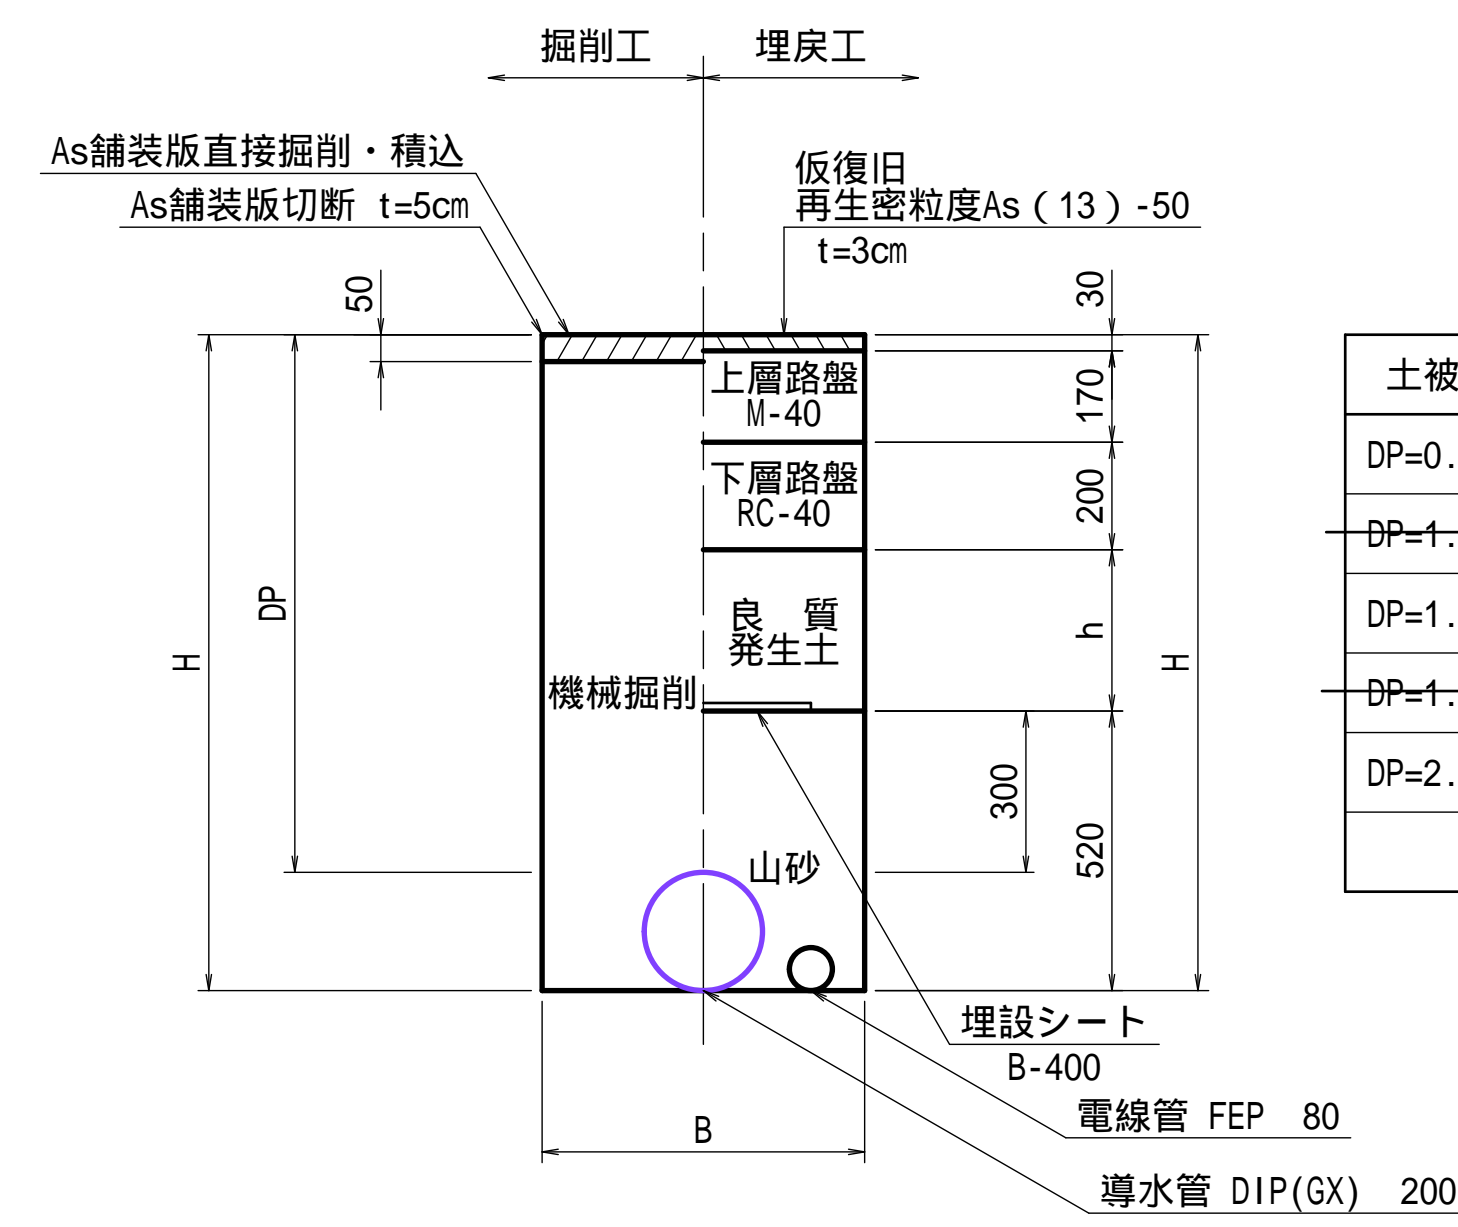 掘削工
埋戻工
As舗装版直接掘削・積込
As舗装版切断 t=5cm
仮復旧
再生密粒度As（13）-50
t=3cm
50
30
上層路盤
M-40
170
下層路盤
RC-40
200
DP
H
良 質
発生土
h
H
機械掘削
300
山砂
520
埋設シート
B-400
電線管 FEP 80
B
導水管 DIP(GX) 200
土被
DP=0.
DP=1.
DP=1.
DP=1.
DP=2.